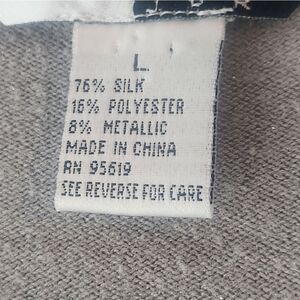 L
76% SILK
16% POLYESTER
8% METALLIC
MADE IN CHINA
RN 95619
SEE REVERSE FOR CARE